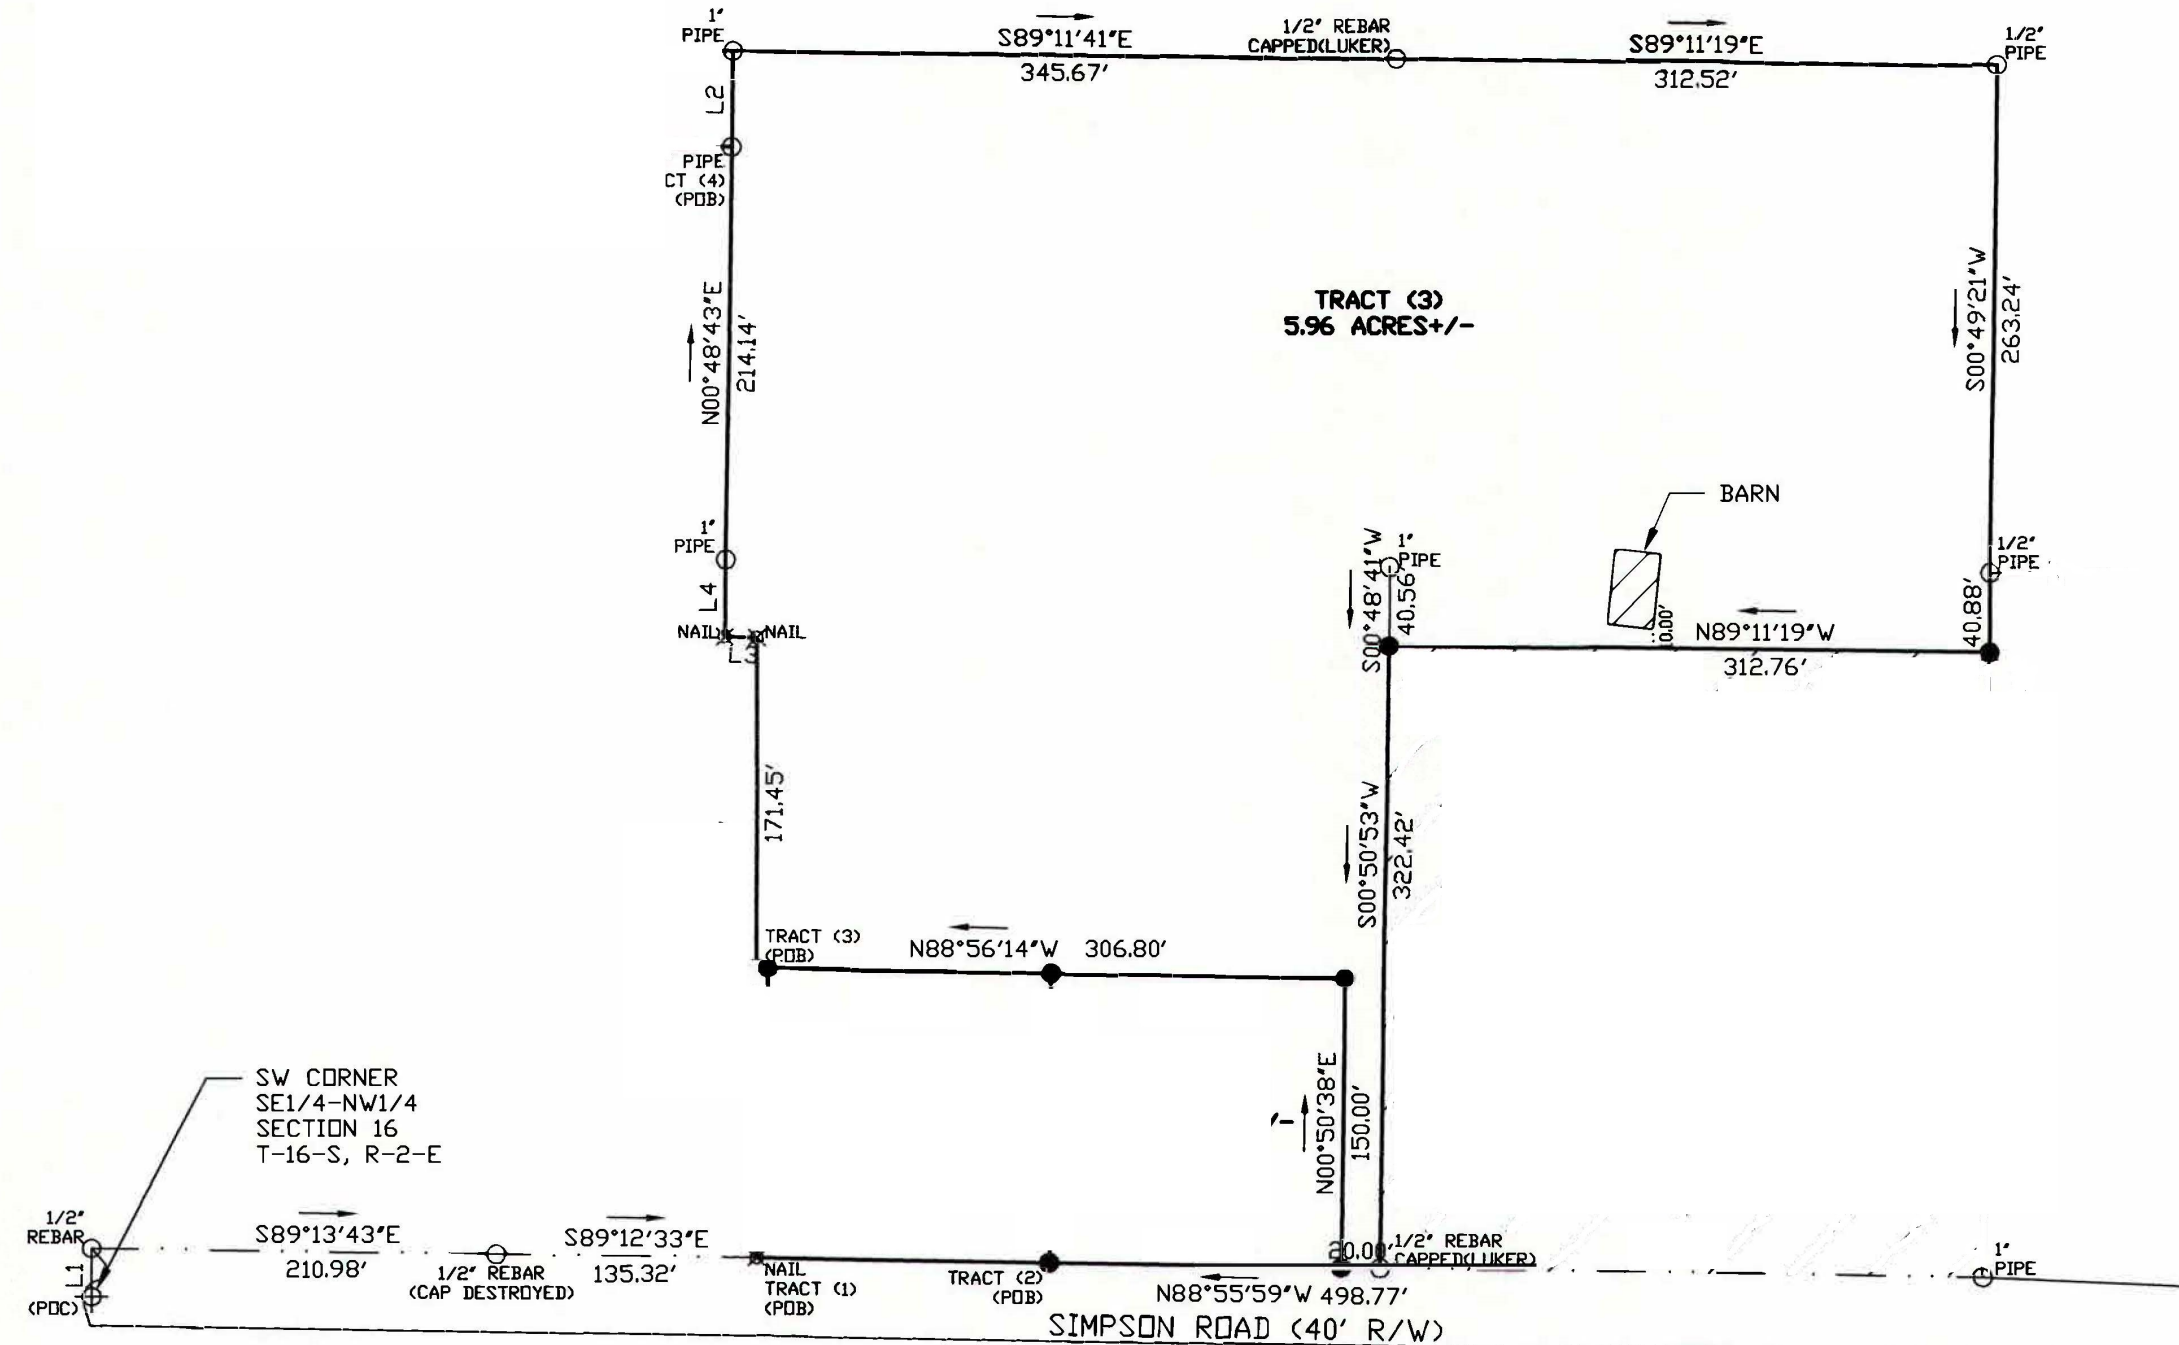 1"
PIPE
S89°11'41"E
345.67'
1/2" REBAR
CAPPED(LUKER)
S89°11'19"E
312.52'
1/2"
PIPE
L2
PIPE
CT (4)
(POB)
N00°48'43"E
214.14'
TRACT (3)
5.96 ACRES+/-
S00°49'21"W
263.24'
BARN
1"
PIPE
L4
NAIL
NAIL
L3
S00°48'41"W
40.56'
1"
PIPE
1/2"
PIPE
40.88'
10.00'
N89°11'19"W
312.76'
171.45'
S00°50'53"W
322.42'
TRACT (3)
(POB)
N88°56'14"W 306.80'
N00°50'38"E
150.00'
'-
SW CORNER
SE1/4-NW1/4
SECTION 16
T-16-S, R-2-E
1/2"
REBAR
L1
(POC)
S89°13'43"E
210.98'
1/2" REBAR
(CAP DESTROYED)
S89°12'33"E
135.32'
NAIL
TRACT (1)
(POB)
TRACT (2)
(POB)
20.00'
1/2" REBAR
CAPPED(LUKER)
N88°55'59"W 498.77'
1"
PIPE
SIMPSON ROAD (40' R/W)